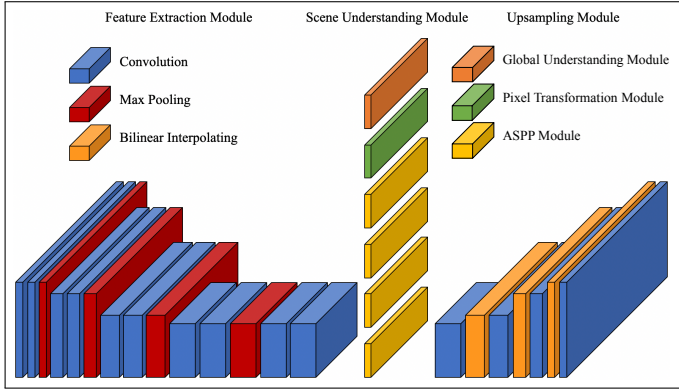 Feature Extraction Module
Scene Understanding Module
Upsampling Module
Convolution
Max Pooling
Bilinear Interpolating
Global Understanding Module
Pixel Transformation Module
ASPP Module